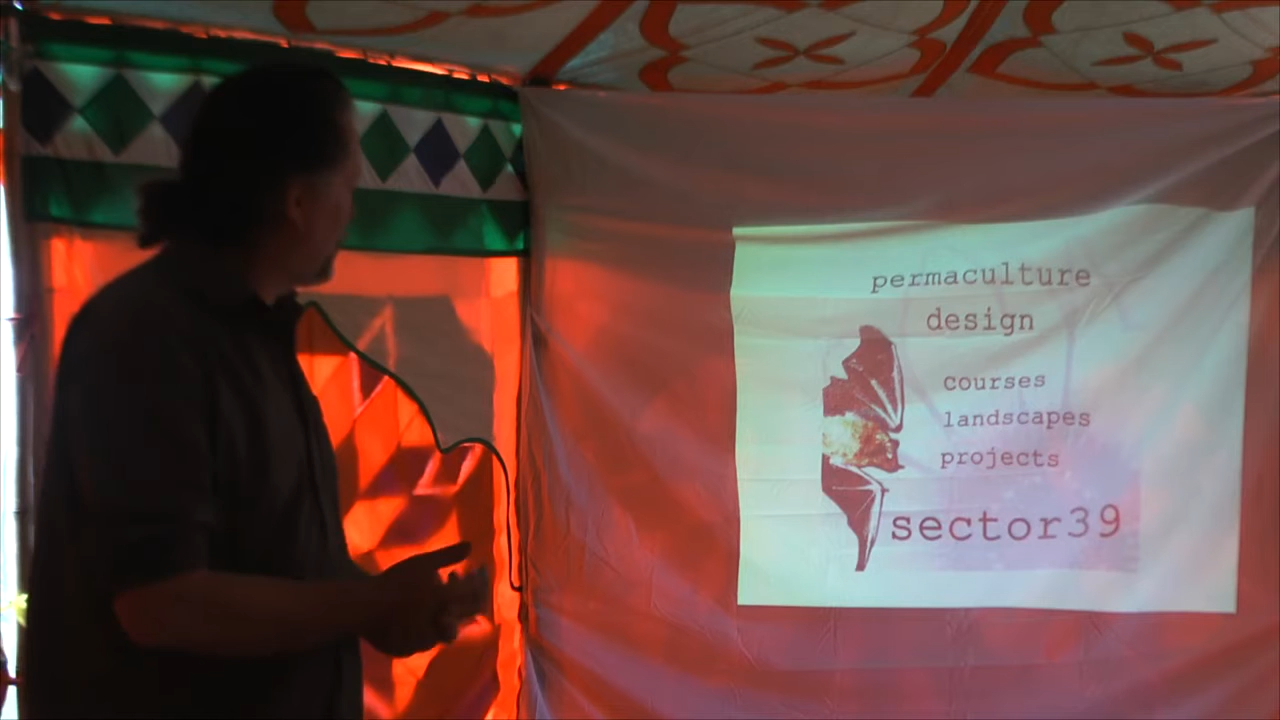 permaculture
design
courses
landscapes
projects
sector39